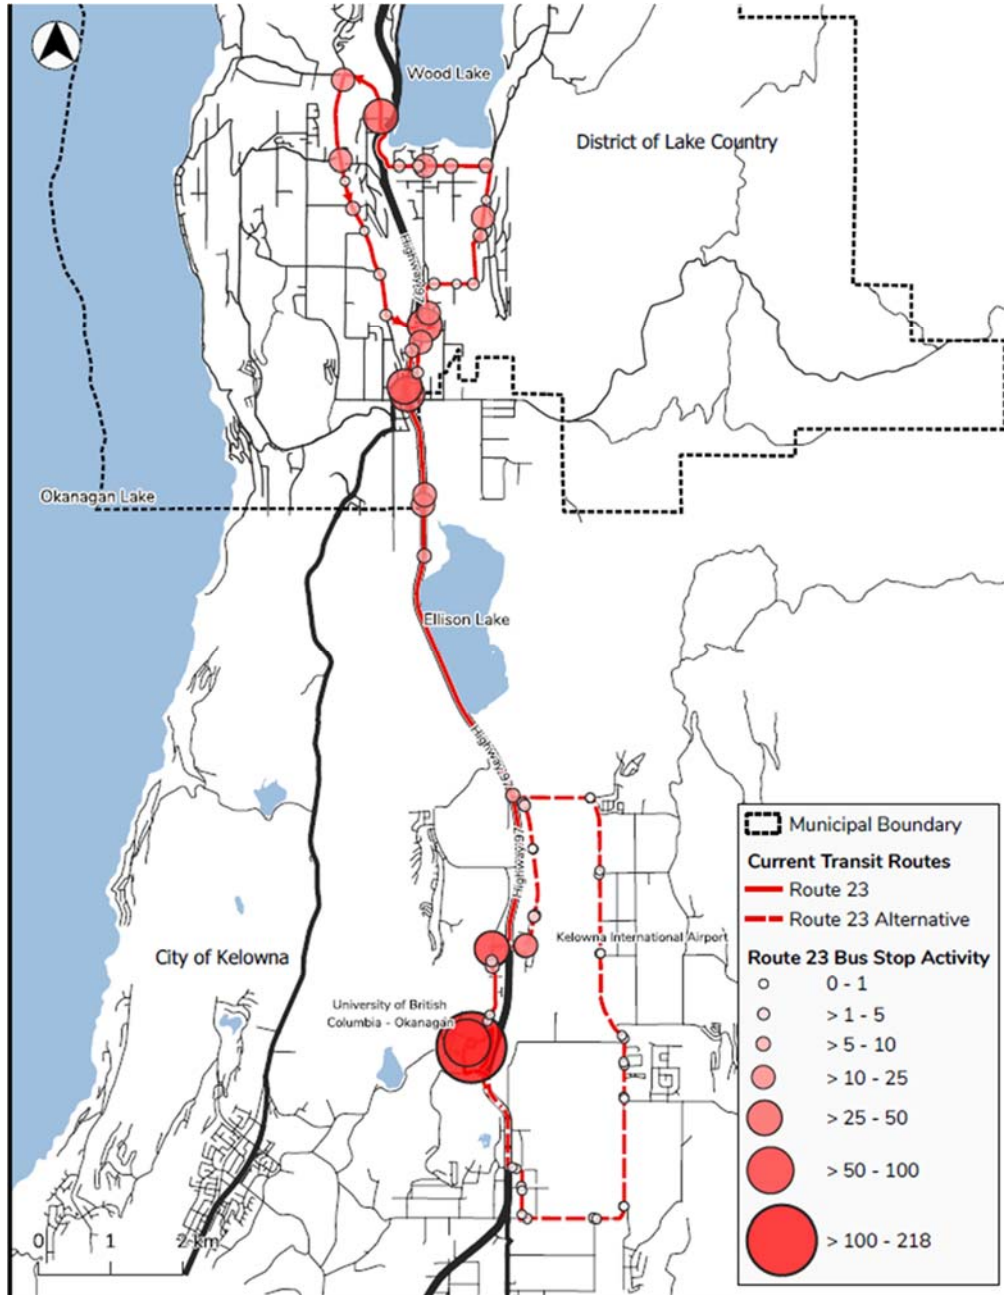 Wood Lake
District of Lake Country
Highway 97
Okanagan Lake
Ellison Lake
Highway 97
Highway 97
Kelowna International Airport
City of Kelowna
University of British
Columbia - Okanagan
0 1 2 km
Municipal Boundary
Current Transit Routes
Route 23
Route 23 Alternative
Route 23 Bus Stop Activity
0 - 1
> 1 - 5
> 5 - 10
> 10 - 25
> 25 - 50
> 50 - 100
> 100 - 218